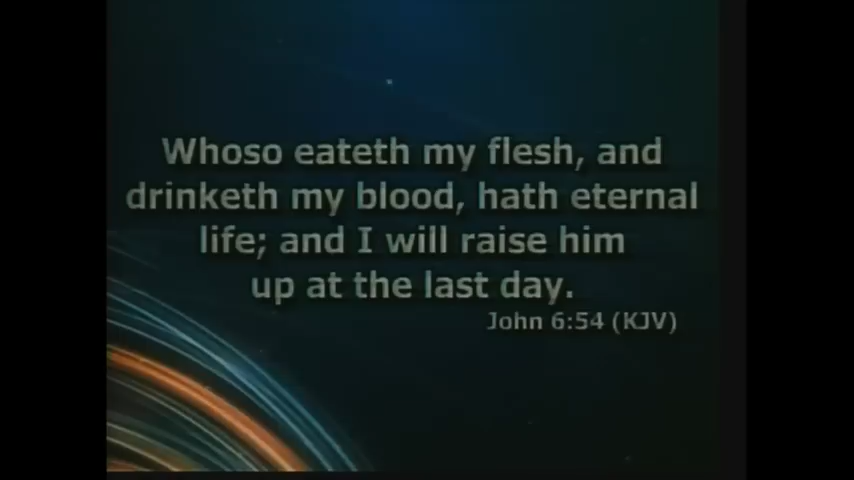 Whoso eateth my flesh, and
drinketh my blood, hath eternal
life; and I will raise him
up at the last day.
John 6:54 (KJV)